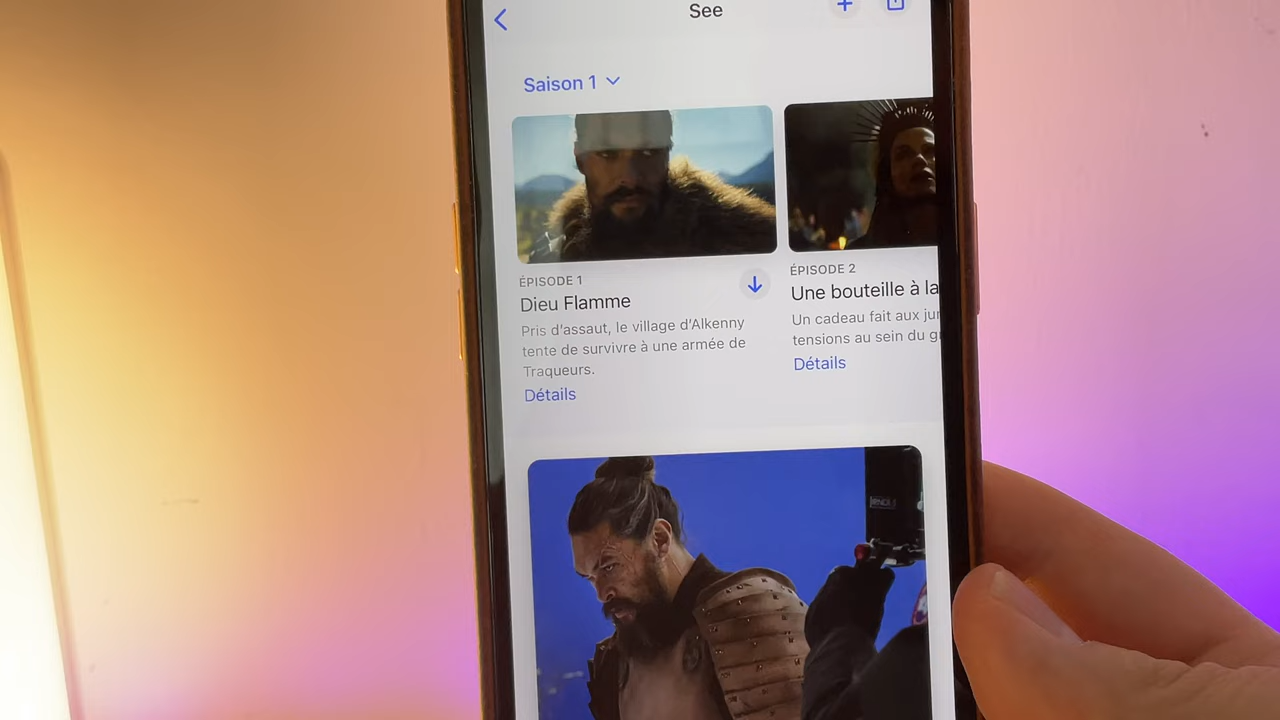 See
Saison 1
ÉPISODE 1
Dieu Flamme
Pris d'assaut, le village d'Alkenny
tente de survivre à une armée de
Traqueurs.
Détails
ÉPISODE 2
Une bouteille à la
Un cadeau fait aux
tensions au sein du
Détails